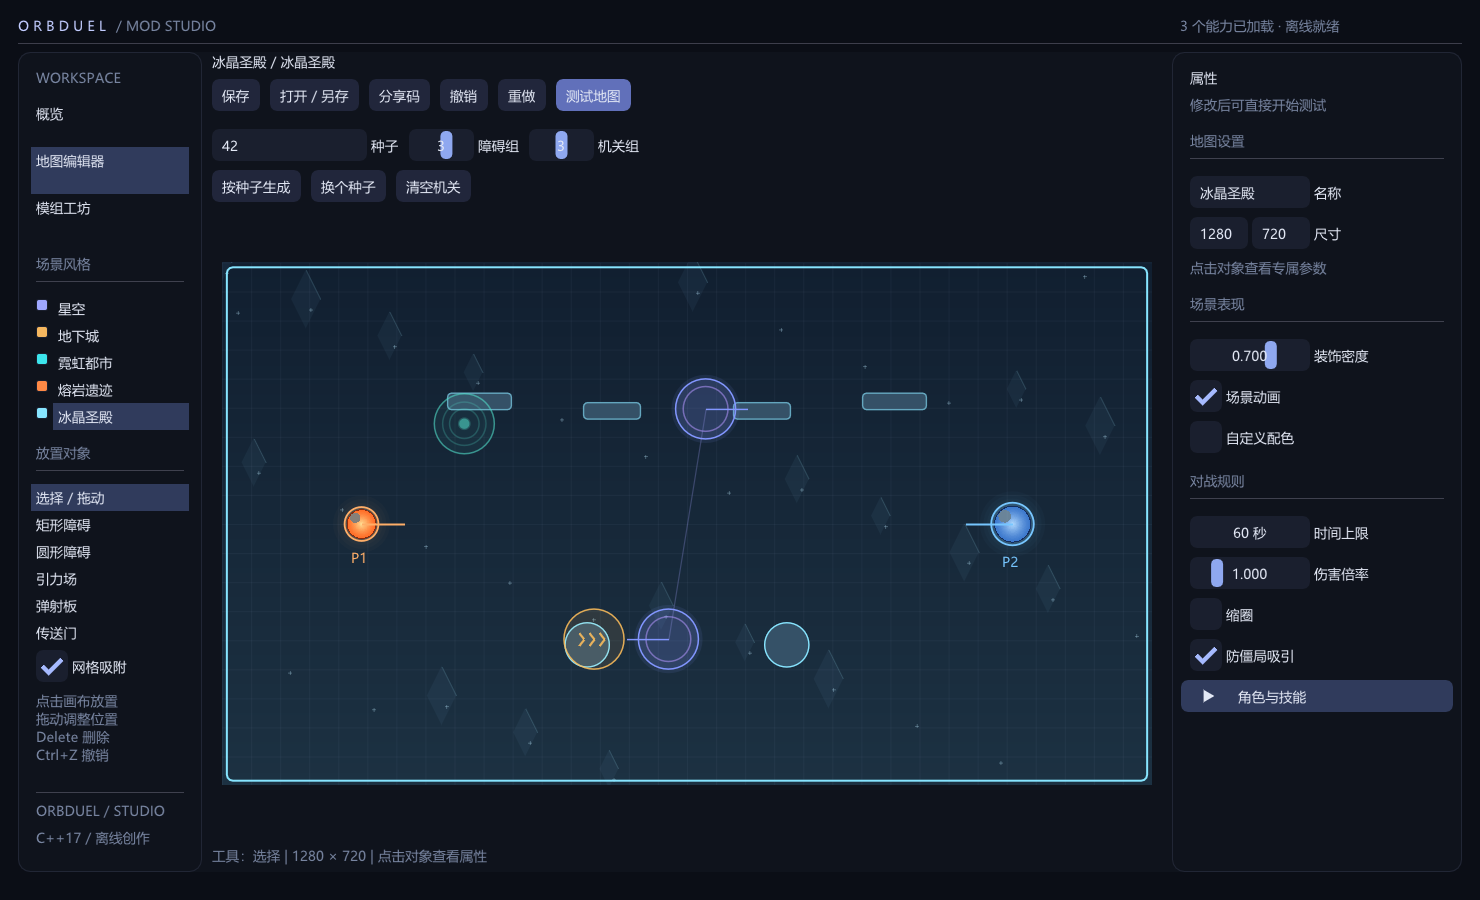 ORBDUEL / MOD STUDIO
3 个能力已加载 · 离线就绪
WORKSPACE
概览
地图编辑器
模组工坊
场景风格
星空
地下城
霓虹都市
熔岩遗迹
冰晶圣殿
放置对象
选择 / 拖动
矩形障碍
圆形障碍
引力场
弹射板
传送门
网格吸附
点击画布放置
拖动调整位置
Delete 删除
Ctrl+Z 撤销
ORBDUEL / STUDIO
C++17 / 离线创作
冰晶圣殿 / 冰晶圣殿
保存 打开 / 另存 分享码 撤销 重做 测试地图
42 种子 3 障碍组 3 机关组
按种子生成 换个种子 清空机关
P1
P2
工具：选择 | 1280 × 720 | 点击对象查看属性
属性
修改后可直接开始测试
地图设置
冰晶圣殿 名称
1280 720 尺寸
点击对象查看专属参数
场景表现
0.700 装饰密度
场景动画
自定义配色
对战规则
60 秒 时间上限
1.000 伤害倍率
缩圈
防僵局吸引
角色与技能